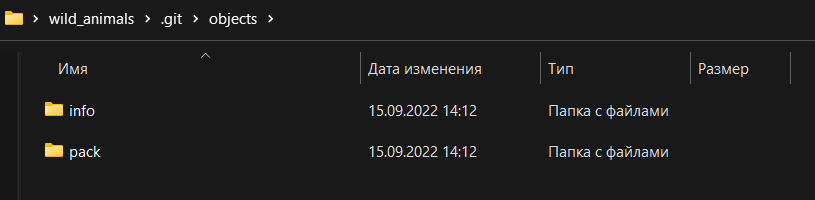 wild_animals > .git > objects >
Имя Дата изменения Тип Размер
info 15.09.2022 14:12 Папка с файлами
pack 15.09.2022 14:12 Папка с файлами